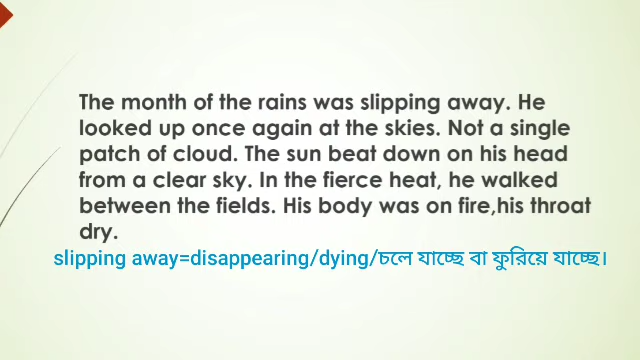 The month of the rains was slipping away. He
looked up once again at the skies. Not a single
patch of cloud. The sun beat down on his head
from a clear sky. In the fierce heat, he walked
between the fields. His body was on fire,his throat
dry.
slipping away=disappearing/dying/চলে যাচ্ছে বা ফুরিয়ে যাচ্ছে।